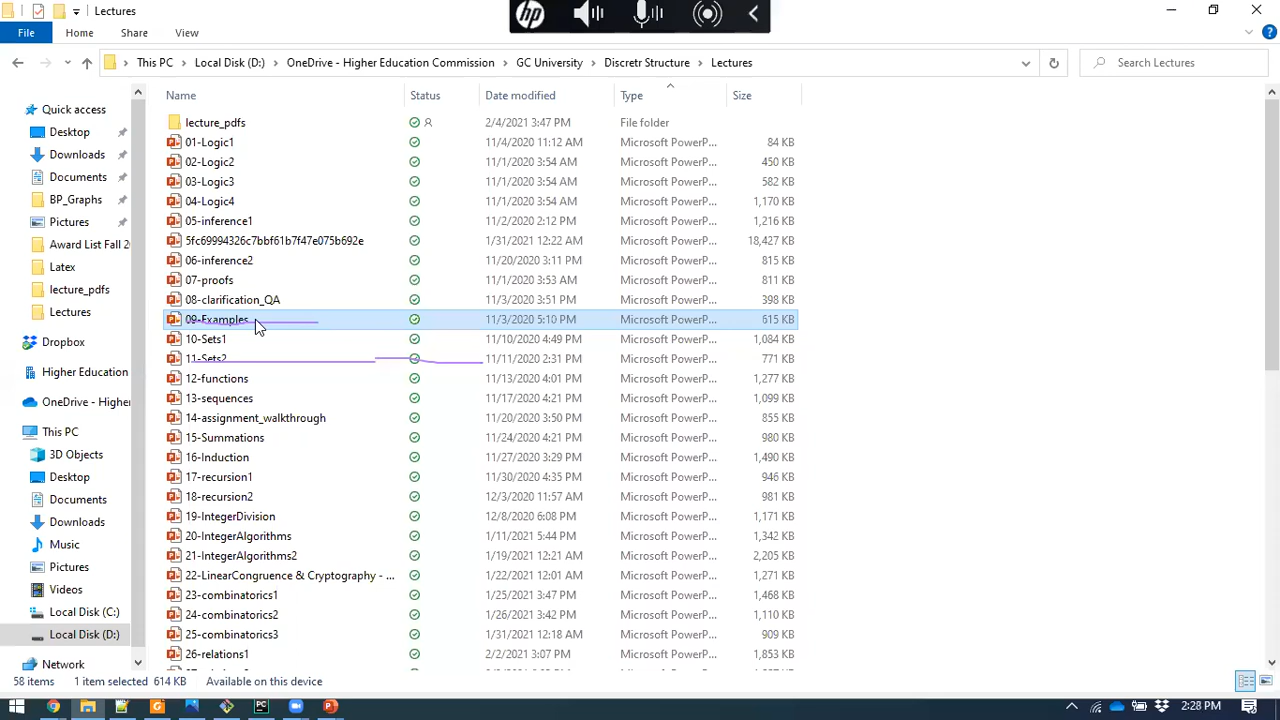 Lectures
hp
File Home Share View
This PC > Local Disk (D:) > OneDrive - Higher Education Commission > GC University > Discretr Structure > Lectures
Search Lectures
Name Status Date modified Type Size
Quick access
Desktop
Downloads
Documents
BP_Graphs
Pictures
Award List Fall 2
Latex
lecture_pdfs
Lectures
Dropbox
Higher Education
OneDrive - Higher
This PC
3D Objects
Desktop
Documents
Downloads
Music
Pictures
Videos
Local Disk (C:)
Local Disk (D:)
Network
lecture_pdfs 2/4/2021 3:47 PM File folder
01-Logic1 11/4/2020 11:12 AM Microsoft PowerP... 84 KB
02-Logic2 11/1/2020 3:54 AM Microsoft PowerP... 450 KB
03-Logic3 11/1/2020 3:54 AM Microsoft PowerP... 582 KB
04-Logic4 11/1/2020 3:54 AM Microsoft PowerP... 1,170 KB
05-inference1 11/2/2020 2:12 PM Microsoft PowerP... 1,216 KB
5fc69994326c7bbf61b7f47e075b692e 1/31/2021 12:22 AM Microsoft PowerP... 18,427 KB
06-inference2 11/20/2020 3:11 PM Microsoft PowerP... 815 KB
07-proofs 11/1/2020 3:53 AM Microsoft PowerP... 811 KB
08-clarification_QA 11/3/2020 3:51 PM Microsoft PowerP... 398 KB
09-Examples 11/3/2020 5:10 PM Microsoft PowerP... 615 KB
10-Sets1 11/10/2020 4:49 PM Microsoft PowerP... 1,084 KB
11-Sets2 11/11/2020 2:31 PM Microsoft PowerP... 771 KB
12-functions 11/13/2020 4:01 PM Microsoft PowerP... 1,277 KB
13-sequences 11/17/2020 4:21 PM Microsoft PowerP... 1,099 KB
14-assignment_walkthrough 11/20/2020 3:50 PM Microsoft PowerP... 855 KB
15-Summations 11/24/2020 4:21 PM Microsoft PowerP... 980 KB
16-Induction 11/27/2020 3:29 PM Microsoft PowerP... 1,490 KB
17-recursion1 11/30/2020 4:35 PM Microsoft PowerP... 946 KB
18-recursion2 12/3/2020 11:57 AM Microsoft PowerP... 981 KB
19-IntegerDivision 12/8/2020 6:08 PM Microsoft PowerP... 1,171 KB
20-IntegerAlgorithms 1/11/2021 5:44 PM Microsoft PowerP... 1,342 KB
21-IntegerAlgorithms2 1/19/2021 12:21 AM Microsoft PowerP... 2,205 KB
22-LinearCongruence & Cryptography - ... 1/22/2021 12:01 AM Microsoft PowerP... 1,271 KB
23-combinatorics1 1/25/2021 3:47 PM Microsoft PowerP... 1,468 KB
24-combinatorics2 1/26/2021 3:42 PM Microsoft PowerP... 1,110 KB
25-combinatorics3 1/31/2021 12:18 AM Microsoft PowerP... 909 KB
26-relations1 2/2/2021 3:07 PM Microsoft PowerP... 1,853 KB
58 items 1 item selected 614 KB Available on this device
2:28 PM